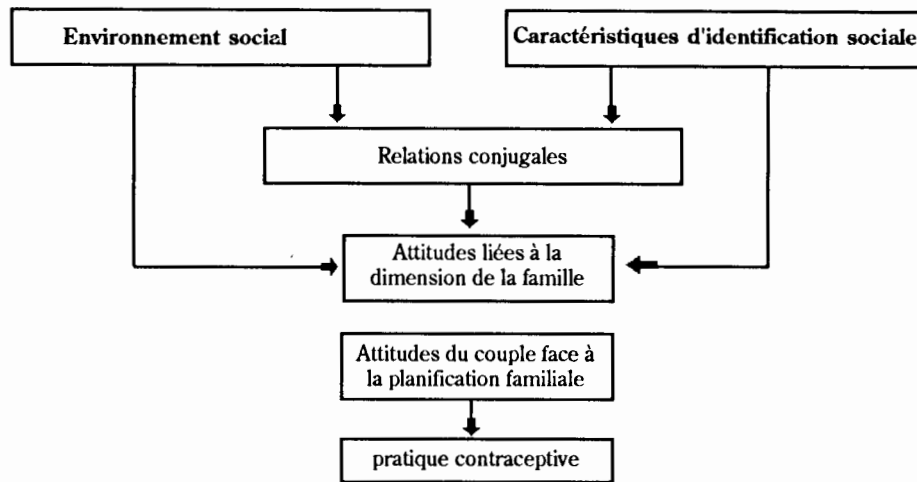 Environnement social
Caractéristiques d'identification sociale
Relations conjugales
Attitudes liées à la
dimension de la famille
Attitudes du couple face à
la planification familiale
pratique contraceptive